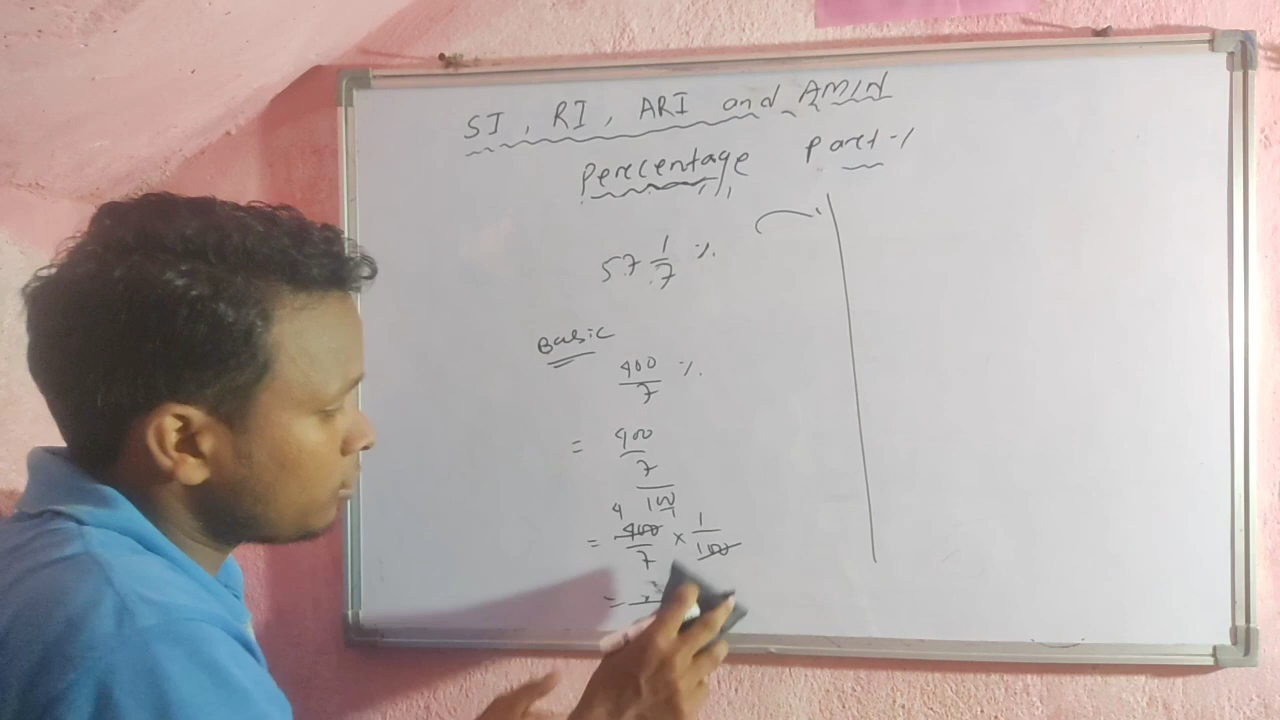 SI, RI, ARI and AMIN
Percentage Part-1
57 1/7 %
Basic
400/7 %
= 400/7/100
4
= 400/7 × 1/100
=